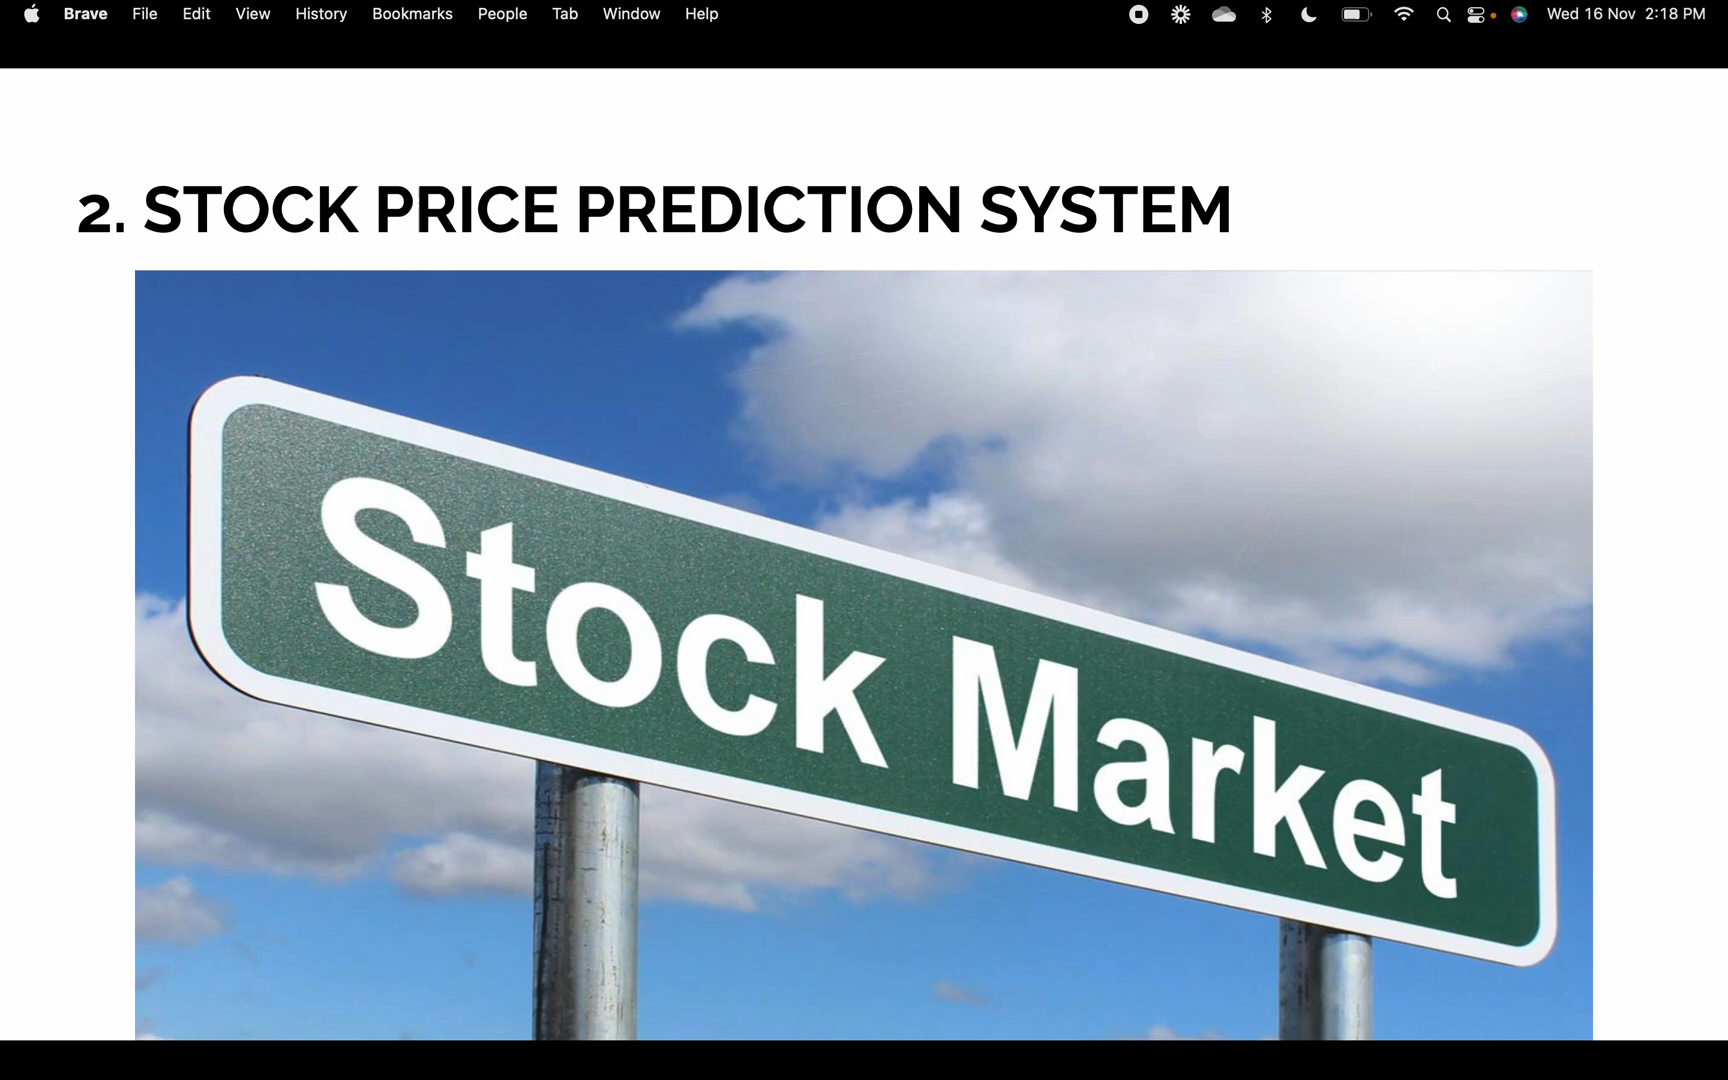 Brave File Edit View History Bookmarks People Tab Window Help Wed 16 Nov 2:18 PM
2. STOCK PRICE PREDICTION SYSTEM
Stock Market